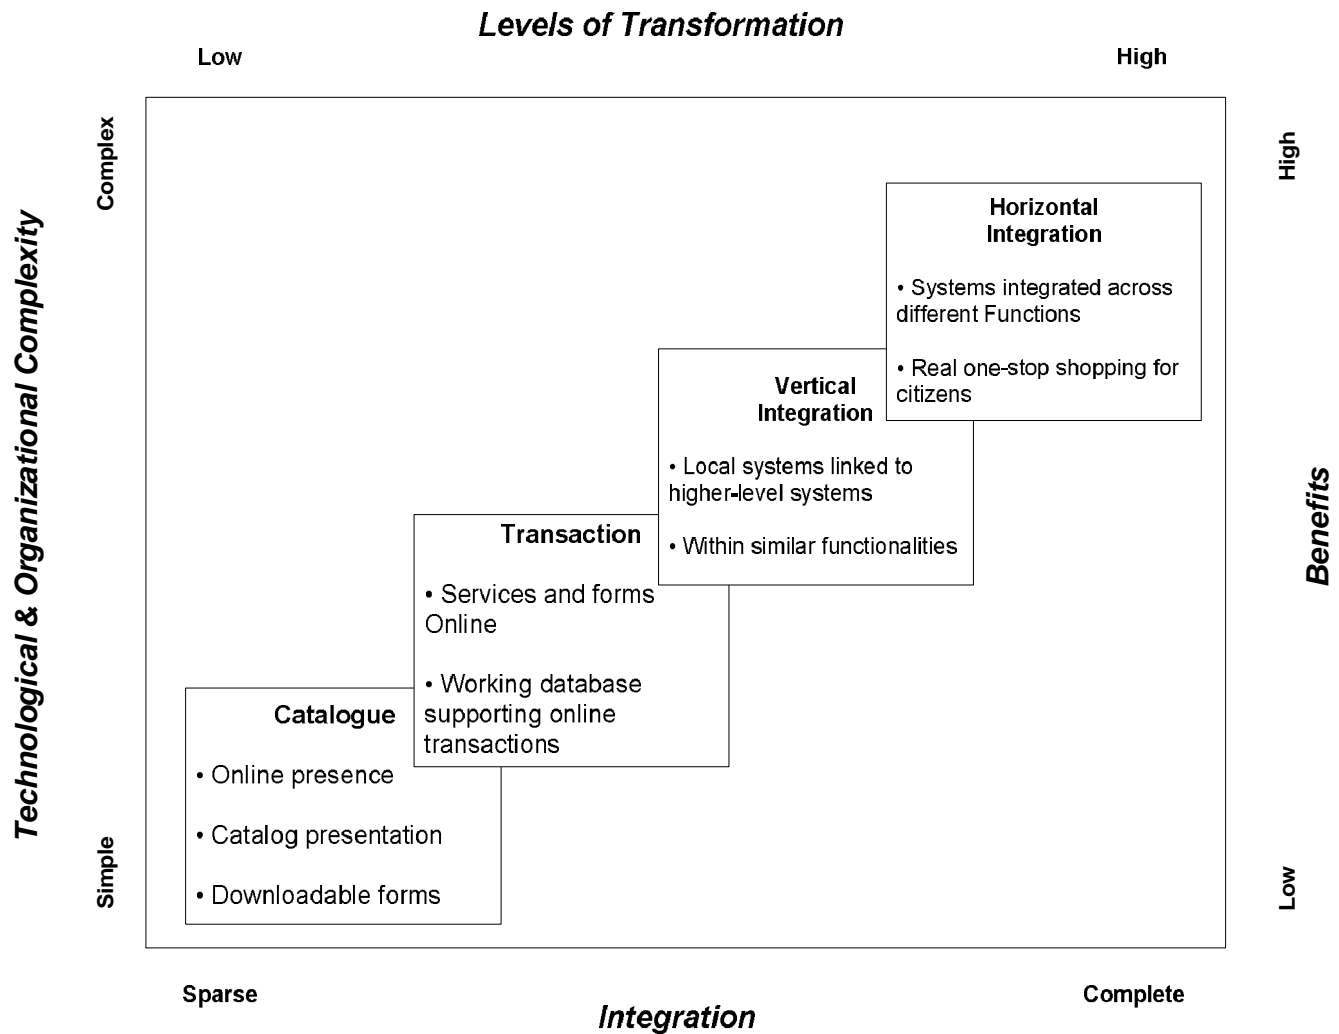 Levels of Transformation
Low
High
Complex
High
Technological & Organizational Complexity
Horizontal
Integration
• Systems integrated across
different Functions
• Real one-stop shopping for
citizens
Vertical
Integration
• Local systems linked to
higher-level systems
• Within similar functionalities
Benefits
Transaction
• Services and forms
Online
• Working database
supporting online
transactions
Catalogue
• Online presence
• Catalog presentation
• Downloadable forms
Simple
Low
Sparse
Complete
Integration